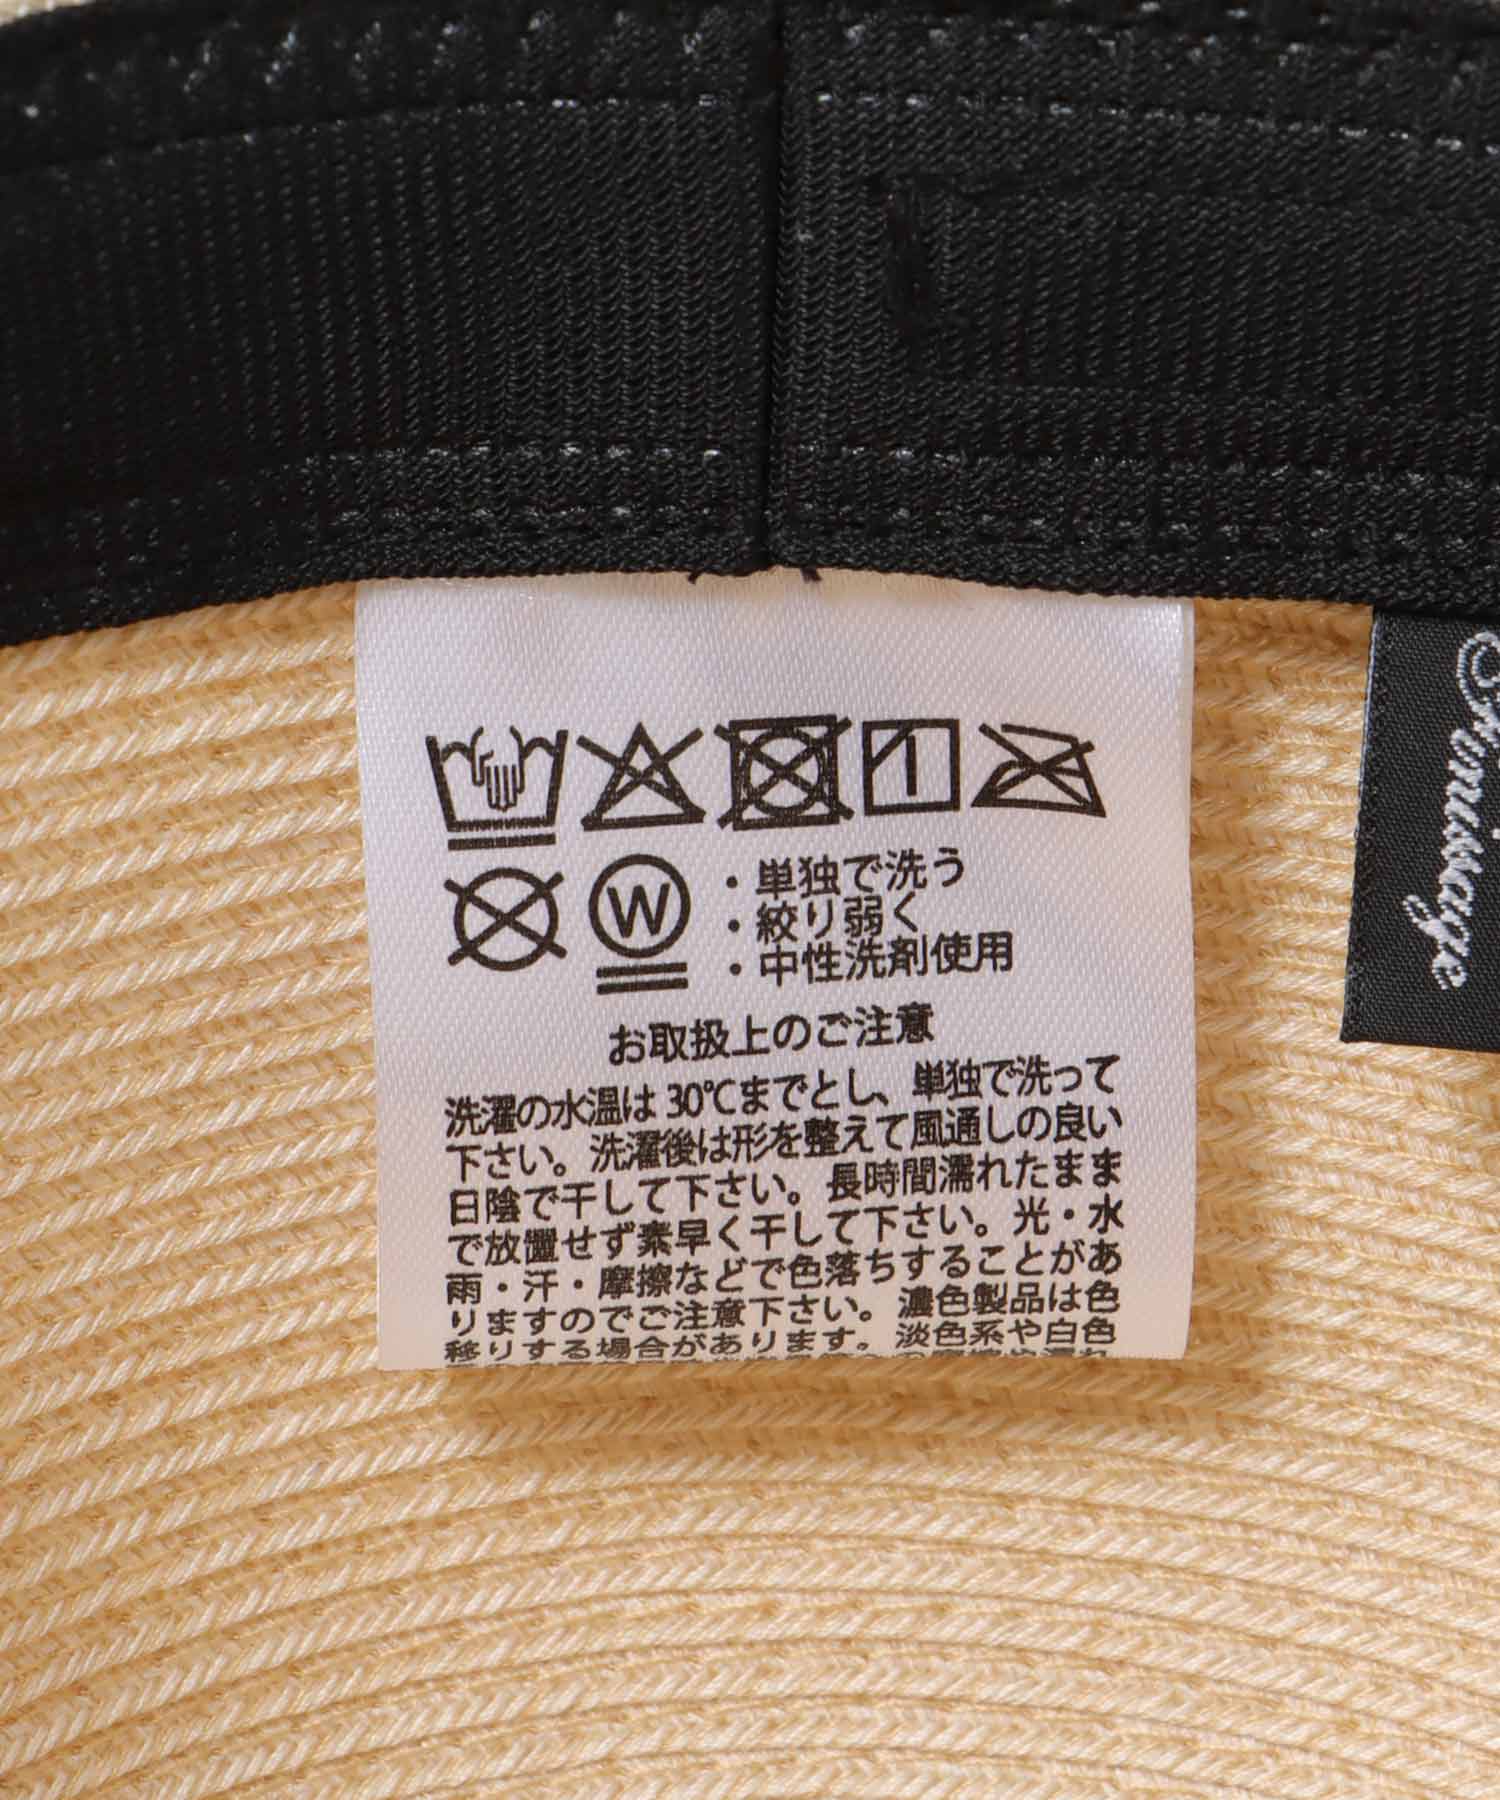 W
・単独で洗う
・絞り弱く
・中性洗剤使用
お取扱上のご注意
洗濯の水温は30℃までとし、単独で洗って
下さい。洗濯後は形を整えて風通しの良い
日陰で干して下さい。長時間濡れたまま
で放置せず素早く干して下さい。光・水
雨・汗・摩擦などで色落ちすることがあ
りますのでご注意下さい。濃色製品は色
移りする場合があります。淡色系や白色